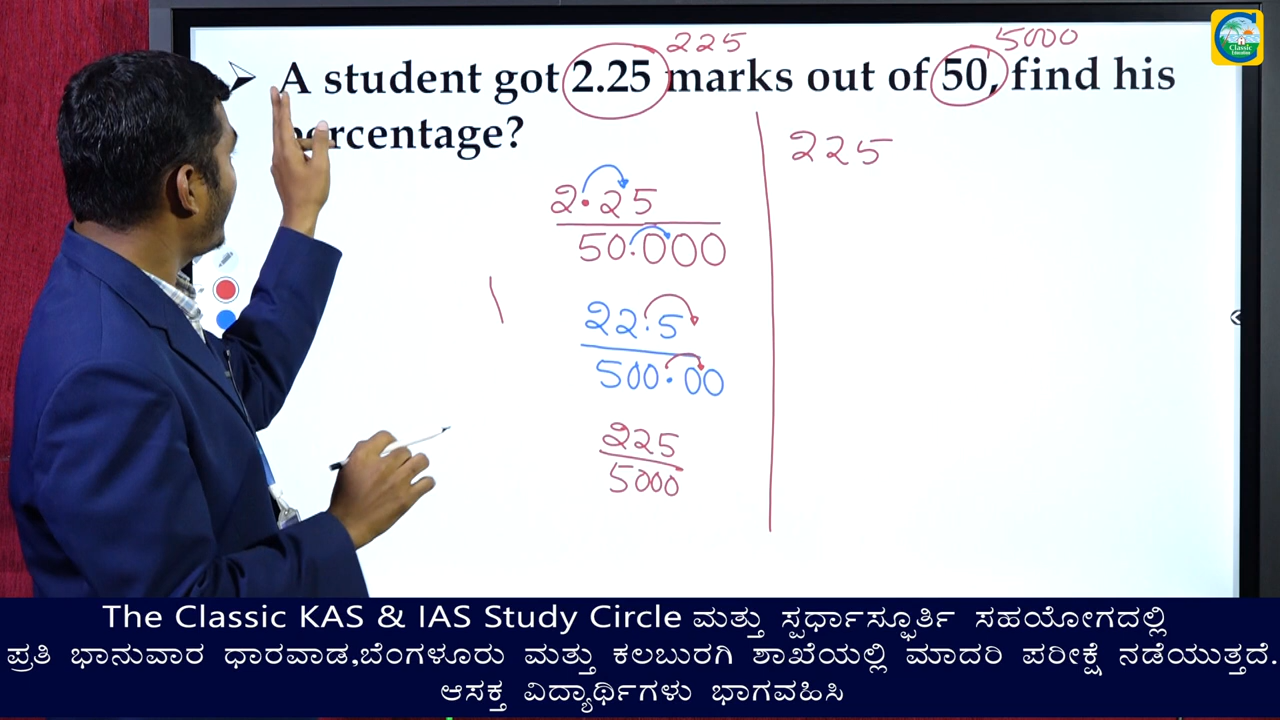 225 5000
A student got 2.25 marks out of 50, find his
percentage?
225
2.25
50.000
22.5
500.00
225
5000
Classic
Education
The Classic KAS & IAS Study Circle ಮತ್ತು ಸ್ಪರ್ಧಾಸ್ಫೂರ್ತಿ ಸಹಯೋಗದಲ್ಲಿ
ಪ್ರತಿ ಭಾನುವಾರ ಧಾರವಾಡ,ಬೆಂಗಳೂರು ಮತ್ತು ಕಲಬುರಗಿ ಶಾಖೆಯಲ್ಲಿ ಮಾದರಿ ಪರೀಕ್ಷೆ ನಡೆಯುತ್ತದೆ.
ಆಸಕ್ತ ವಿದ್ಯಾರ್ಥಿಗಳು ಭಾಗವಹಿಸಿ